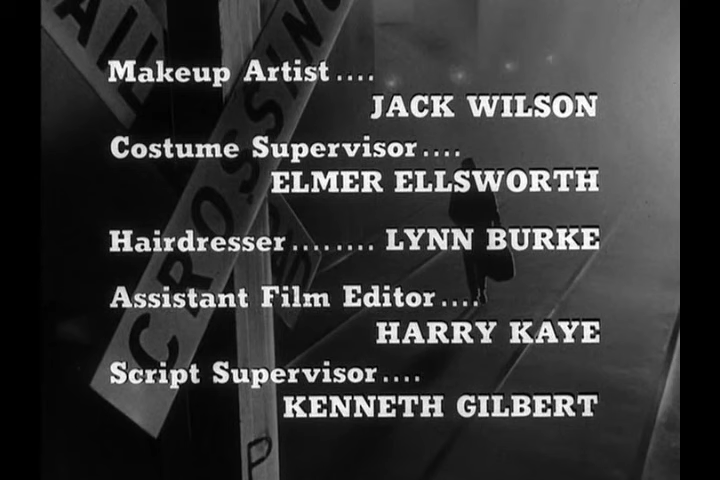 Makeup Artist....
JACK WILSON
Costume Supervisor....
ELMER ELLSWORTH
Hairdresser........ LYNN BURKE
Assistant Film Editor....
HARRY KAYE
Script Supervisor....
KENNETH GILBERT
CROSSING
P